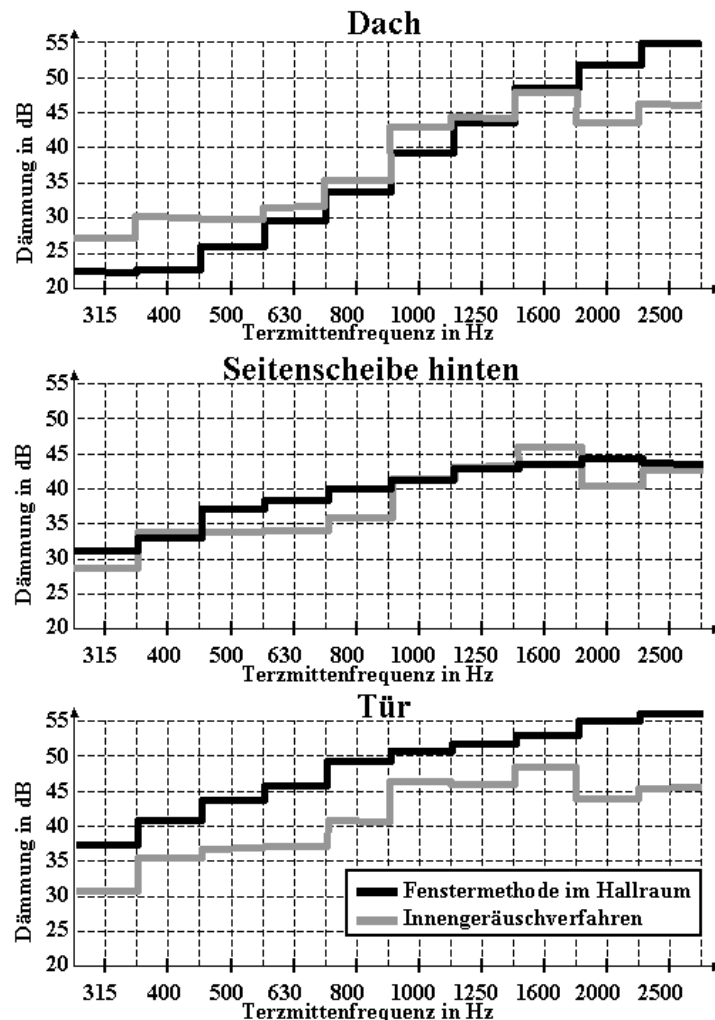 Dach
55
50
45
40
35
30
25
20
Dämmung in dB
315 400 500 630 800 1000 1250 1600 2000 2500
Terzmittenfrequenz in Hz
Seitenscheibe hinten
55
50
45
40
35
30
25
20
Dämmung in dB
315 400 500 630 800 1000 1250 1600 2000 2500
Terzmittenfrequenz in Hz
Tür
55
50
45
40
35
30
25
20
Dämmung in dB
Fenstermethode im Hallraum
Innengeräuschverfahren
315 400 500 630 800 1000 1250 1600 2000 2500
Terzmittenfrequenz in Hz